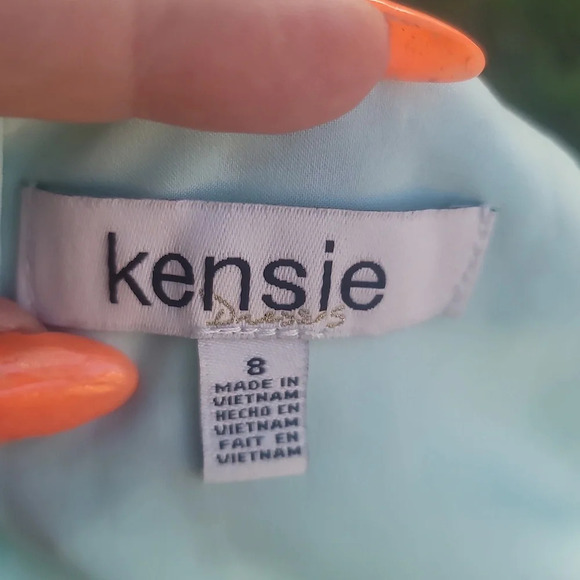 kensie
Dresses
8
MADE IN
VIETNAM
HECHO EN
VIETNAM
FAIT EN
VIETNAM